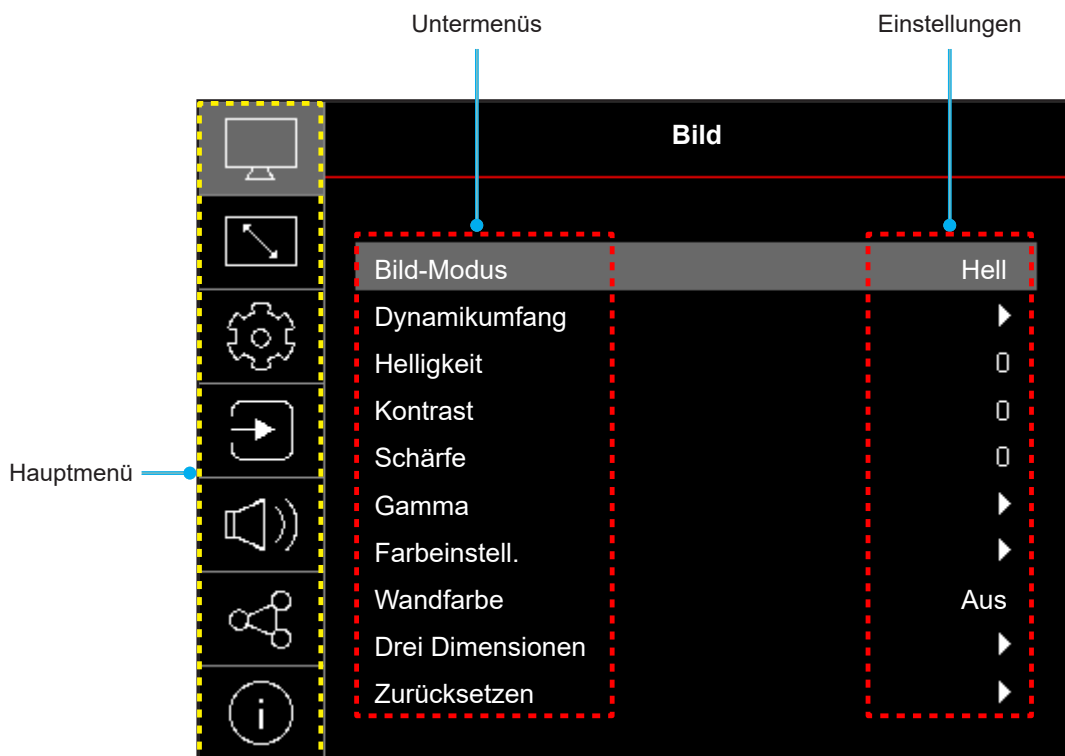 Untermenüs Einstellungen
Bild
Bild-Modus Hell
Dynamikumfang
Helligkeit 0
Kontrast 0
Schärfe 0
Hauptmenü
Gamma
Farbeinstell.
Wandfarbe Aus
Drei Dimensionen
Zurücksetzen
i